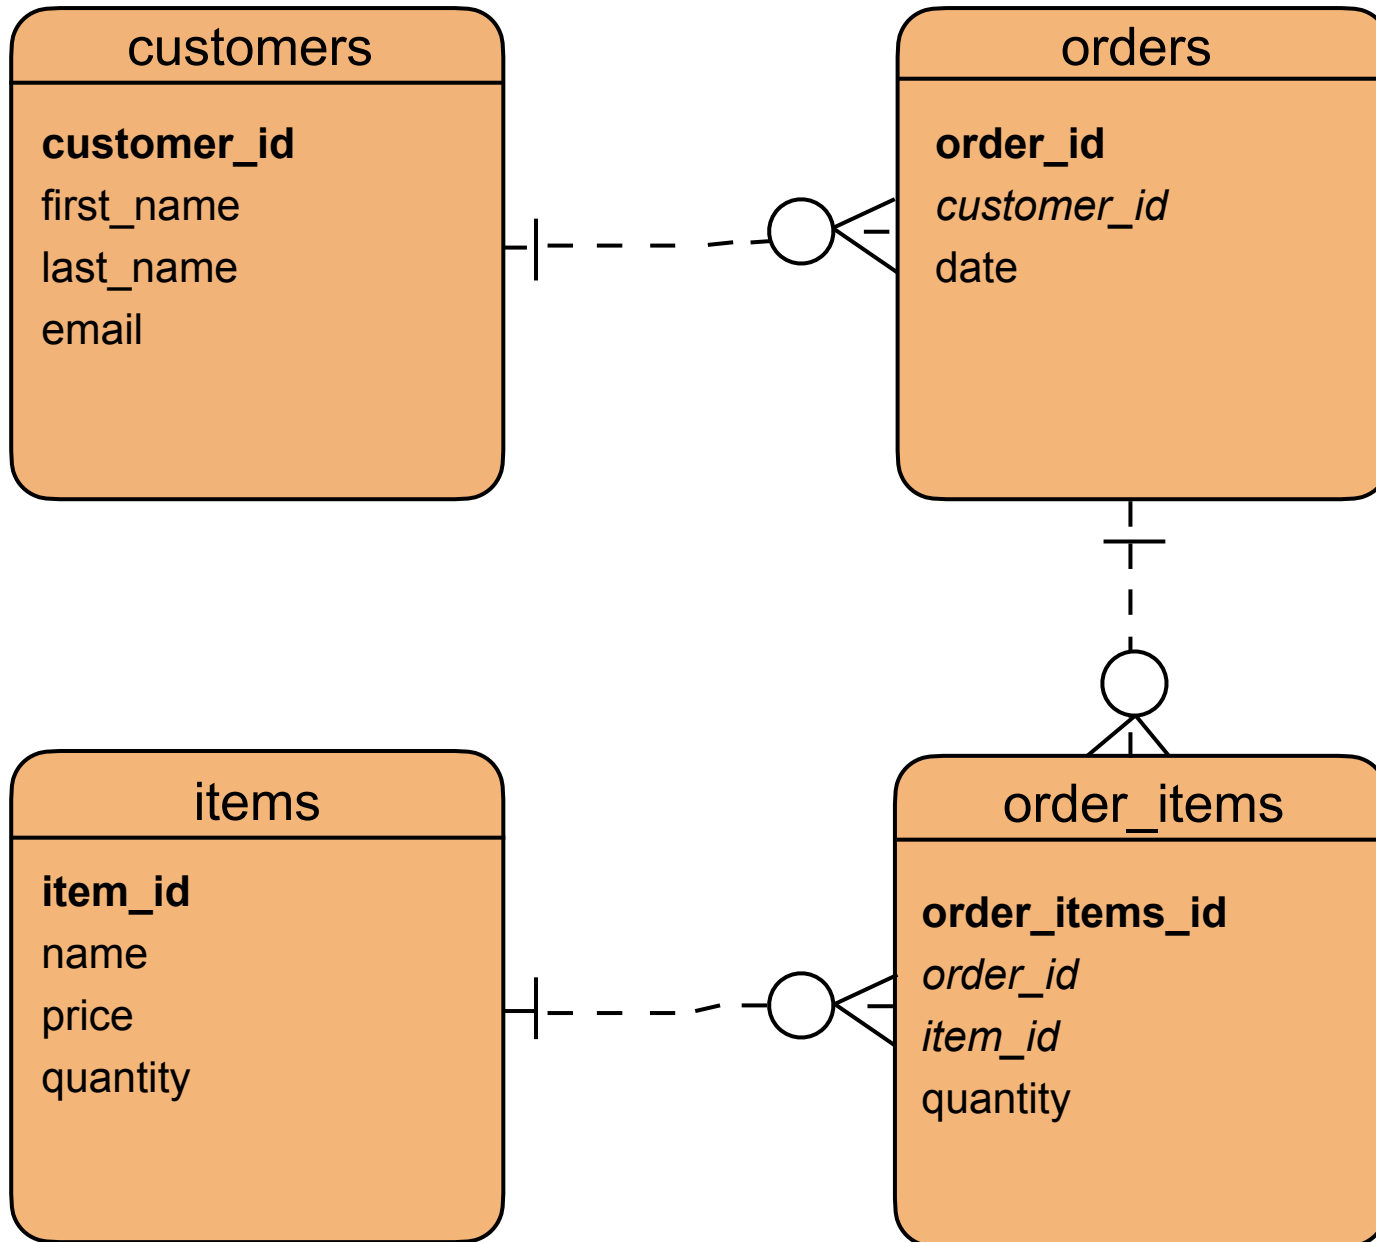 customers
customer_id
first_name
last_name
email
orders
order_id
customer_id
date
items
item_id
name
price
quantity
order_items
order_items_id
order_id
item_id
quantity